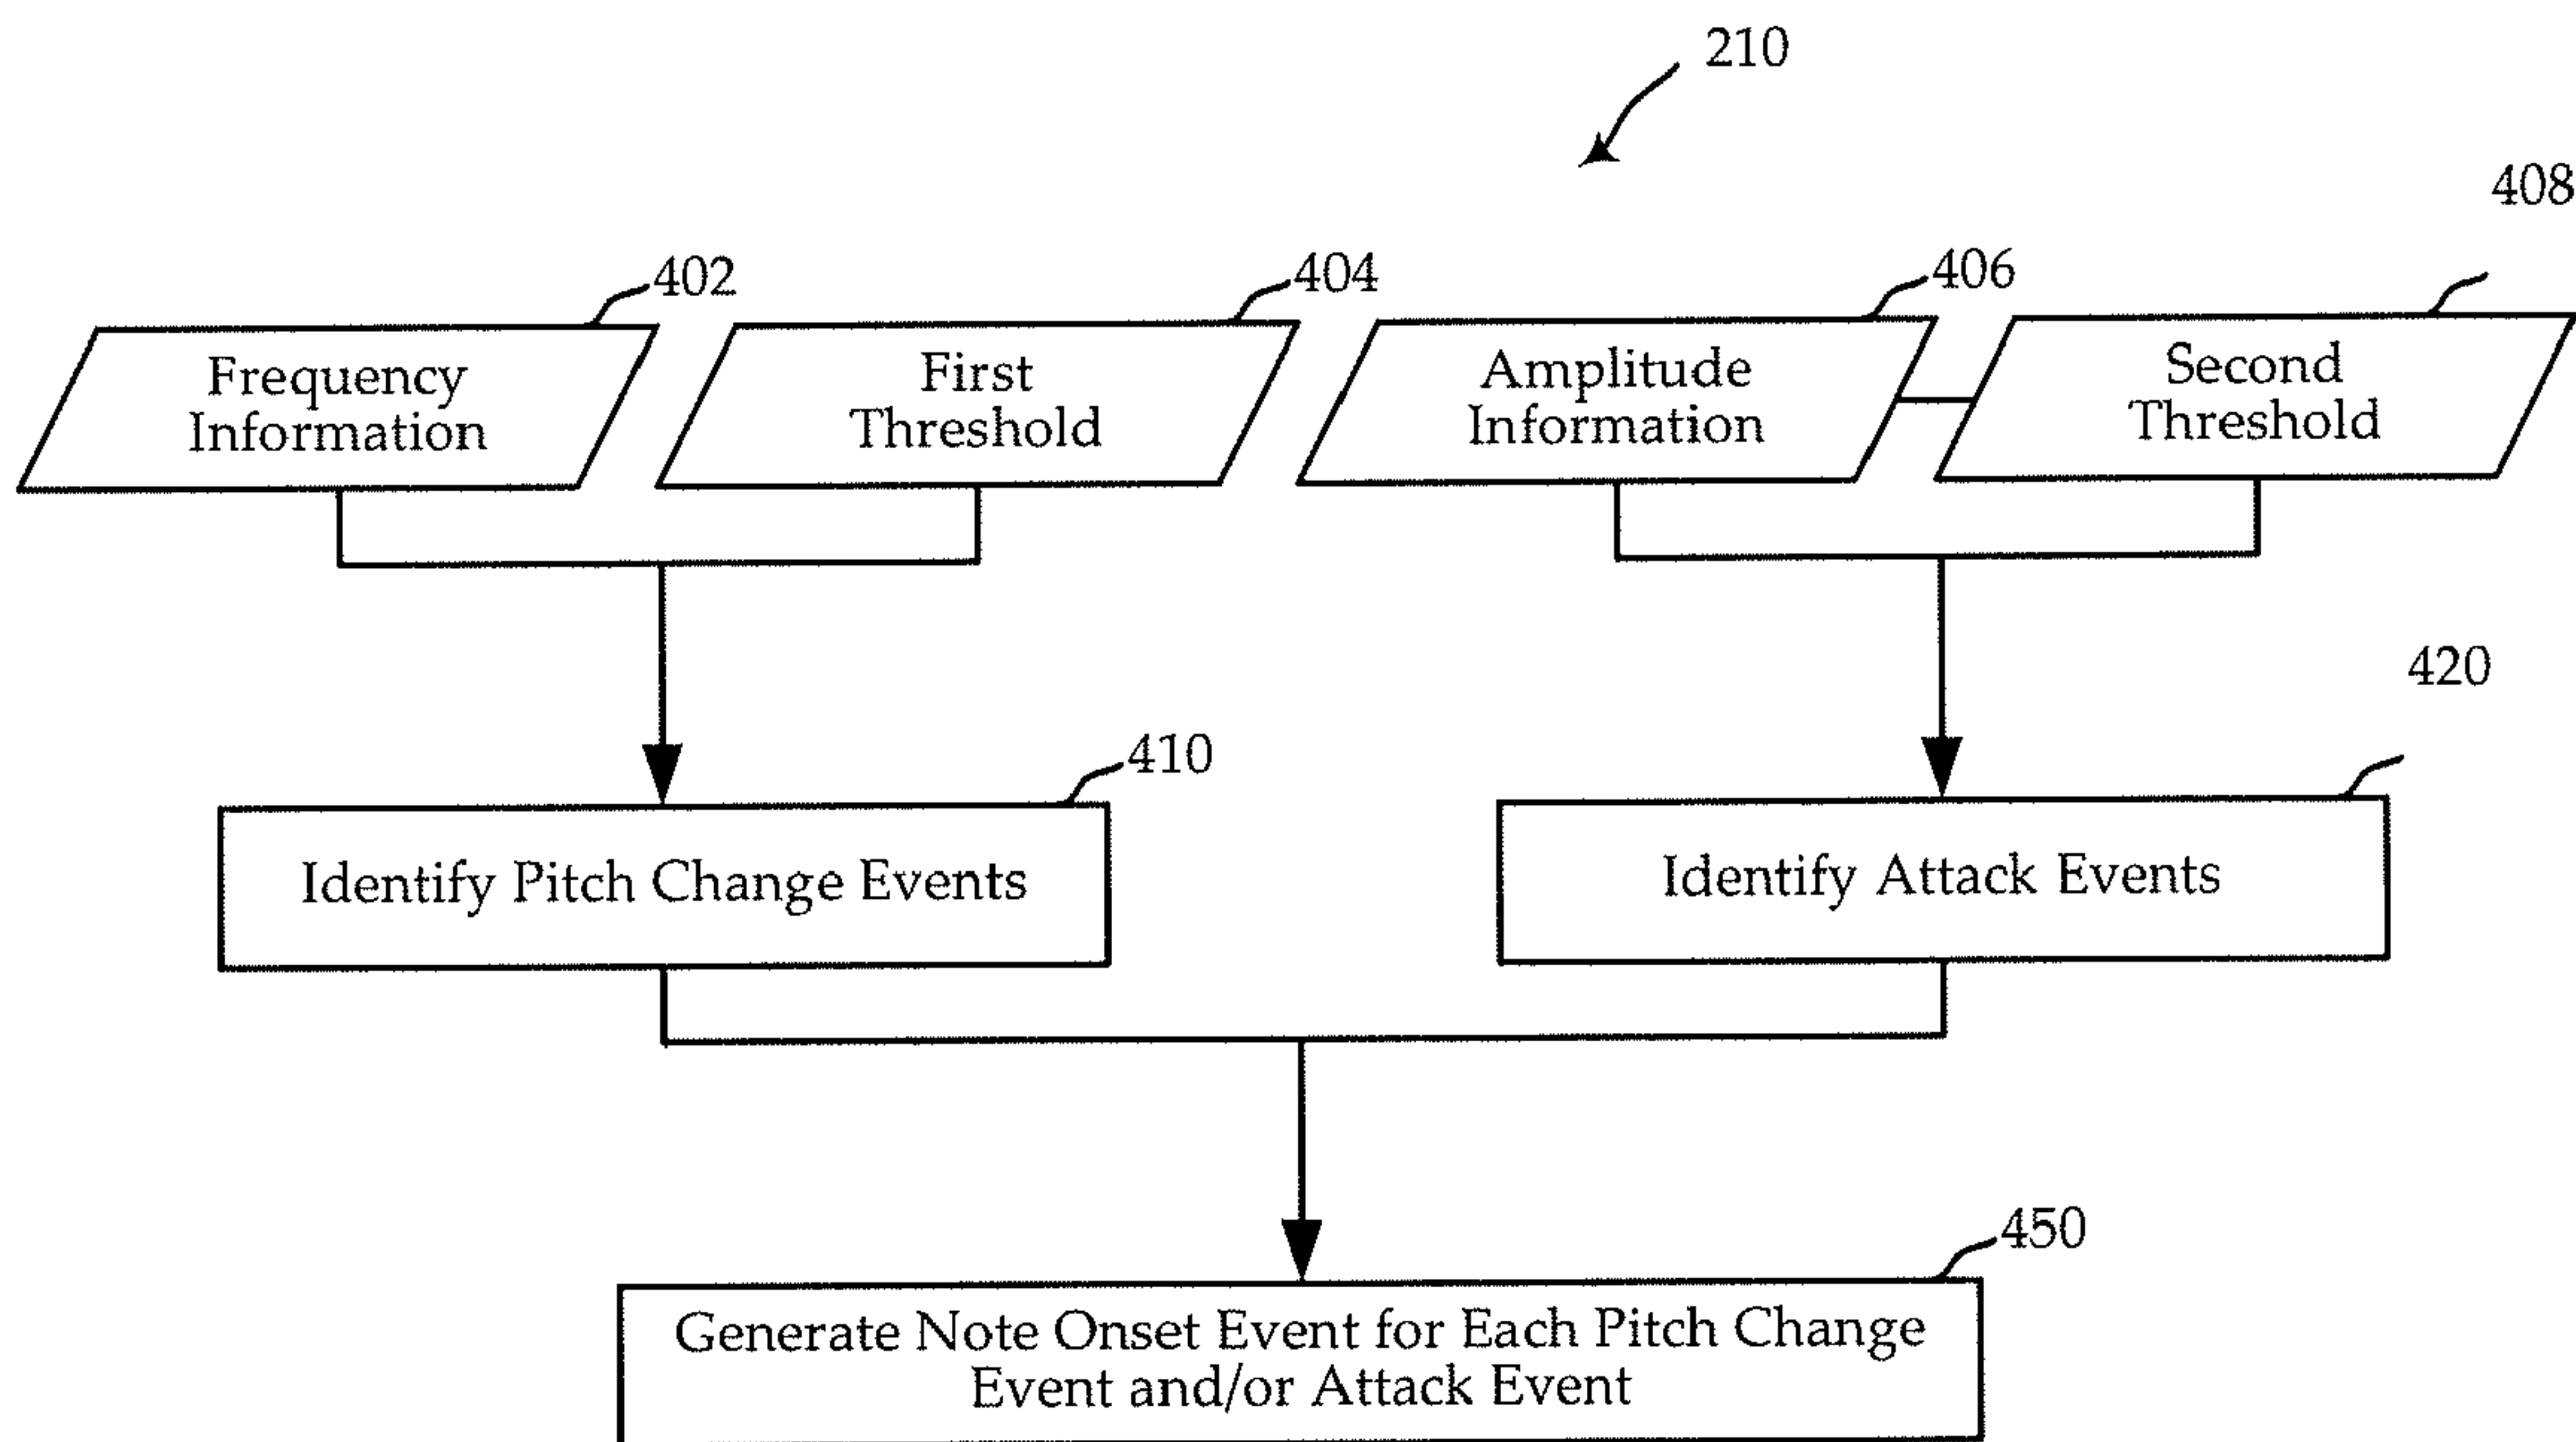 210
408
402
404
406
Frequency
Information
First
Threshold
Amplitude
Information
Second
Threshold
420
410
Identify Pitch Change Events
Identify Attack Events
450
Generate Note Onset Event for Each Pitch Change
Event and/or Attack Event